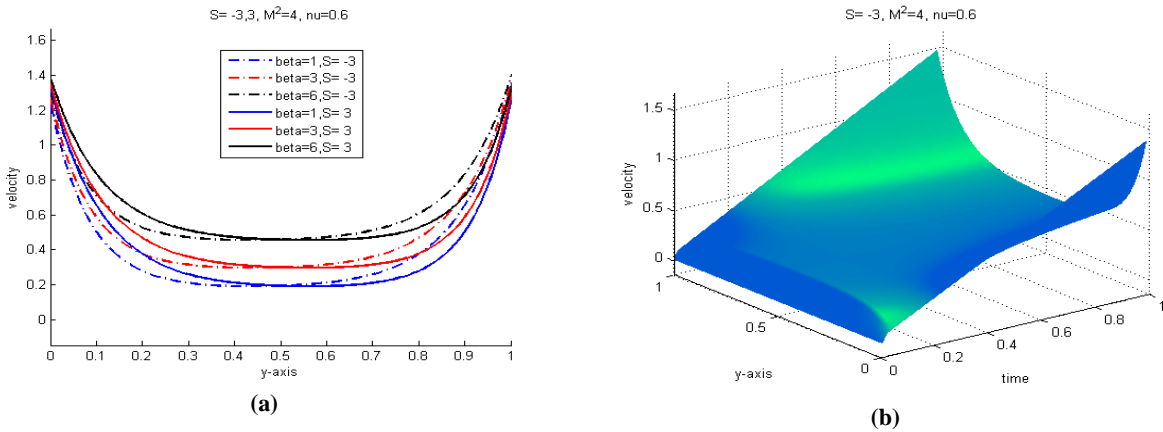 S= -3,3, M²=4, nu=0.6
1.6
1.4
1.2
1
0.8
0.6
0.4
0.2
0
velocity
beta=1,S= -3
beta=3,S= -3
beta=6,S= -3
beta=1,S= 3
beta=3,S= 3
beta=6,S= 3
0 0.1 0.2 0.3 0.4 0.5 0.6 0.7 0.8 0.9 1
y-axis
(a)
S= -3, M²=4, nu=0.6
1.5
1
0.5
0
velocity
1
0.5
0
y-axis
0
0.2
0.4
0.6
0.8
1
time
(b)